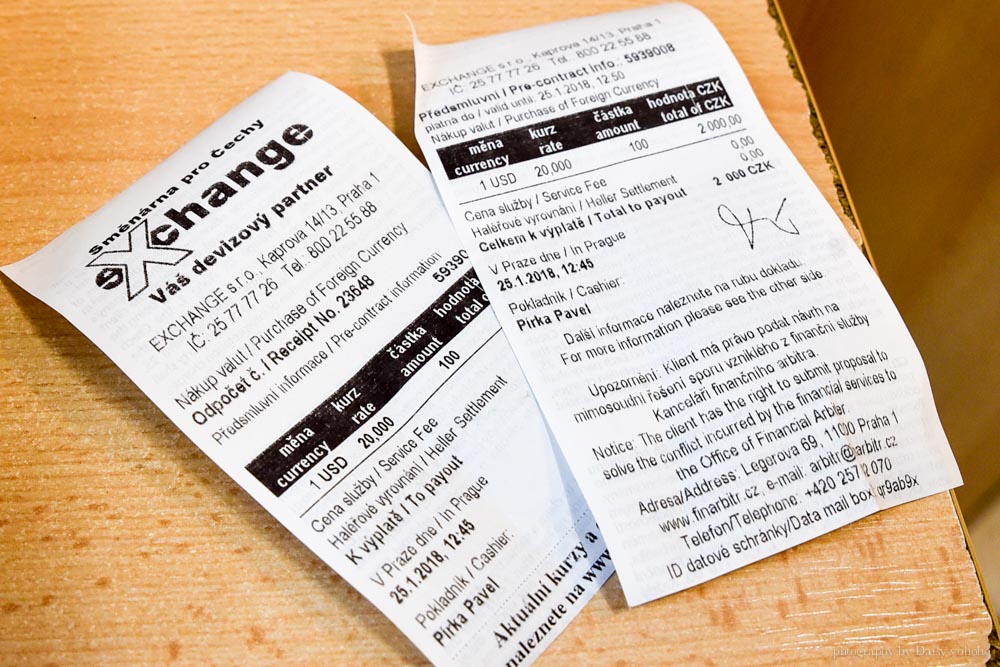 Směnárna pro Čechy
eXchange
Váš devizový partner
EXCHANGE s.r.o., Kaprova 14/13, Praha 1
IČ: 25 77 77 26 Tel: 800 22 55 88
Nákup valut / Purchase of Foreign Currency
Odpočet č. / Receipt No. 23648
Předsmluvní informace / Pre-contract information 59390
měna kurz částka hodnota
currency rate amount total of
1 USD 20,000 100
Cena služby / Service Fee
Haléřové vyrovnání / Heller Settlement
K výplatě / To payout
V Praze dne / In Prague
25.1.2018, 12:45
Pokladník / Cashier:
Pirka Pavel
Aktuální kurzy a
naleznete na www
EXCHANGE s.r.o., Kaprova 14/13, Praha 1
IČ: 25 77 77 26 Tel: 800 22 55 88
Předsmluvní / Pre-contract info.: 5939008
platná do / valid until: 25.1.2018, 12:50
Nákup valut / Purchase of Foreign Currency
měna kurz částka hodnota CZK
currency rate amount total of CZK
1 USD 20,000 100 2 000,00
Cena služby / Service Fee 0,00
Haléřové vyrovnání / Heller Settlement 0,00
Celkem k výplatě / Total to payout 2 000 CZK
V Praze dne / In Prague
25.1.2018, 12:45
Pokladník / Cashier:
Pirka Pavel
Další informace naleznete na rubu dokladu.
For more information please see the other side
Upozornění: Klient má právo podat návrh na
mimosoudní řešení sporu vzniklého z finanční služby
Kanceláři finančního arbitra.
Notice: The client has the right to submit proposal to
solve the conflict incurred by the financial services to
the Office of Financial Arbiter.
Adresa/Address: Legorova 69, 11000 Praha 1
www.finarbitr.cz, e-mail: arbitr@arbitr.cz
Telefon/Telephone: +420 257 070
ID datové schránky/Data mail box: qr9ab9x
photography by Daisy yohoho